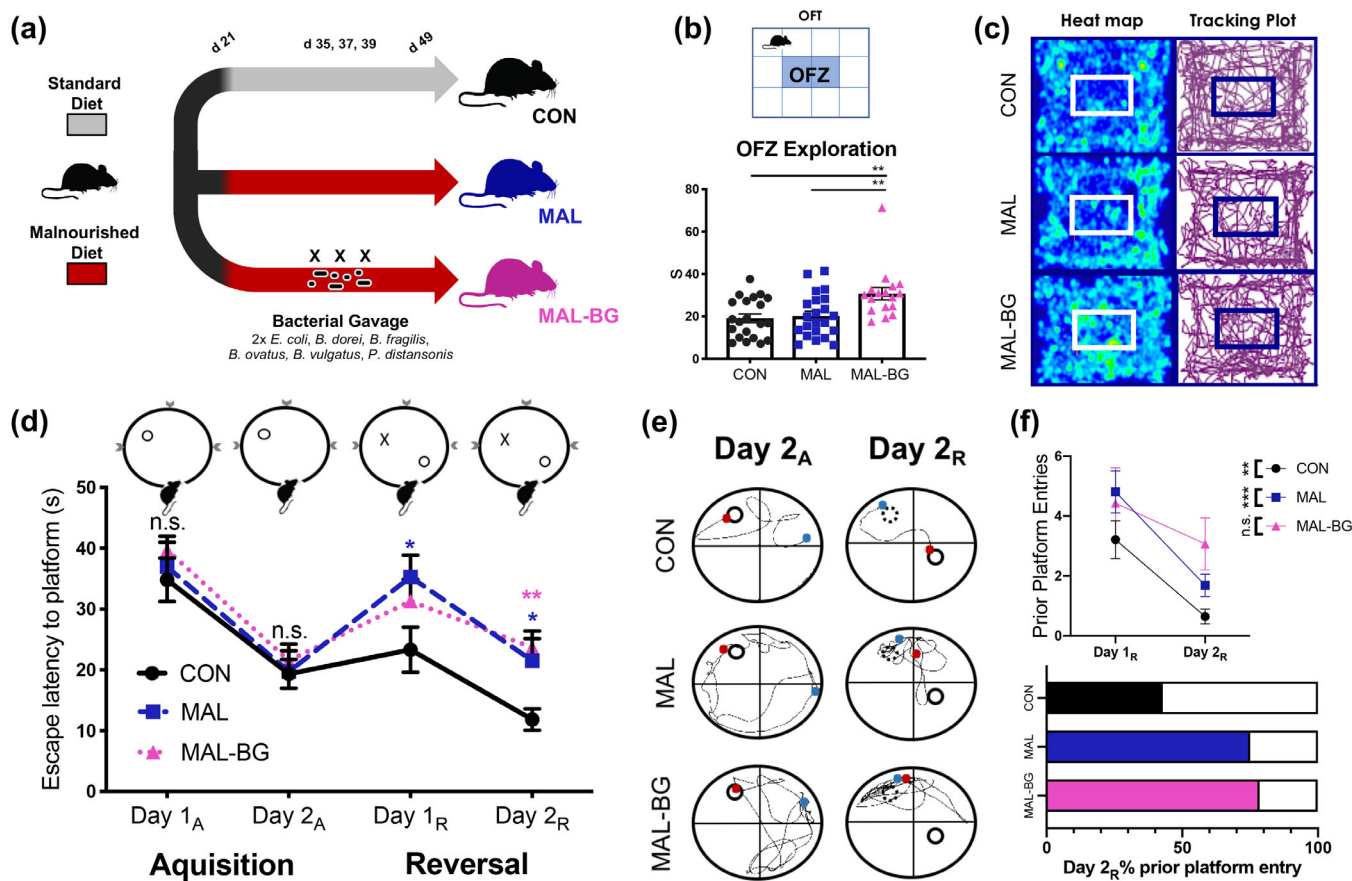 (a)
d 21
d 35, 37, 39
d 49
Standard
Diet
Malnourished
Diet
CON
MAL
X X X
MAL-BG
Bacterial Gavage
2x E. coli, B. dorei, B. fragilis,
B. ovatus, B. vulgatus, P. distansonis
(b)
OFT
OFZ
OFZ Exploration
**
**
80
60
40
20
0
S
CON MAL MAL-BG
(c)
Heat map Tracking Plot
CON
MAL
MAL-BG
(d)
X
X
Escape latency to platform (s)
50
40
30
20
10
0
n.s.
n.s.
*
**
*
CON
MAL
MAL-BG
Day 1A Day 2A Day 1R Day 2R
Aquisition Reversal
(e)
Day 2A Day 2R
CON
MAL
MAL-BG
(f)
Prior Platform Entries
6
4
2
0
** CON
*** MAL
n.s. MAL-BG
Day 1R Day 2R
CON
MAL
MAL-BG
0 50 100
Day 2R% prior platform entry